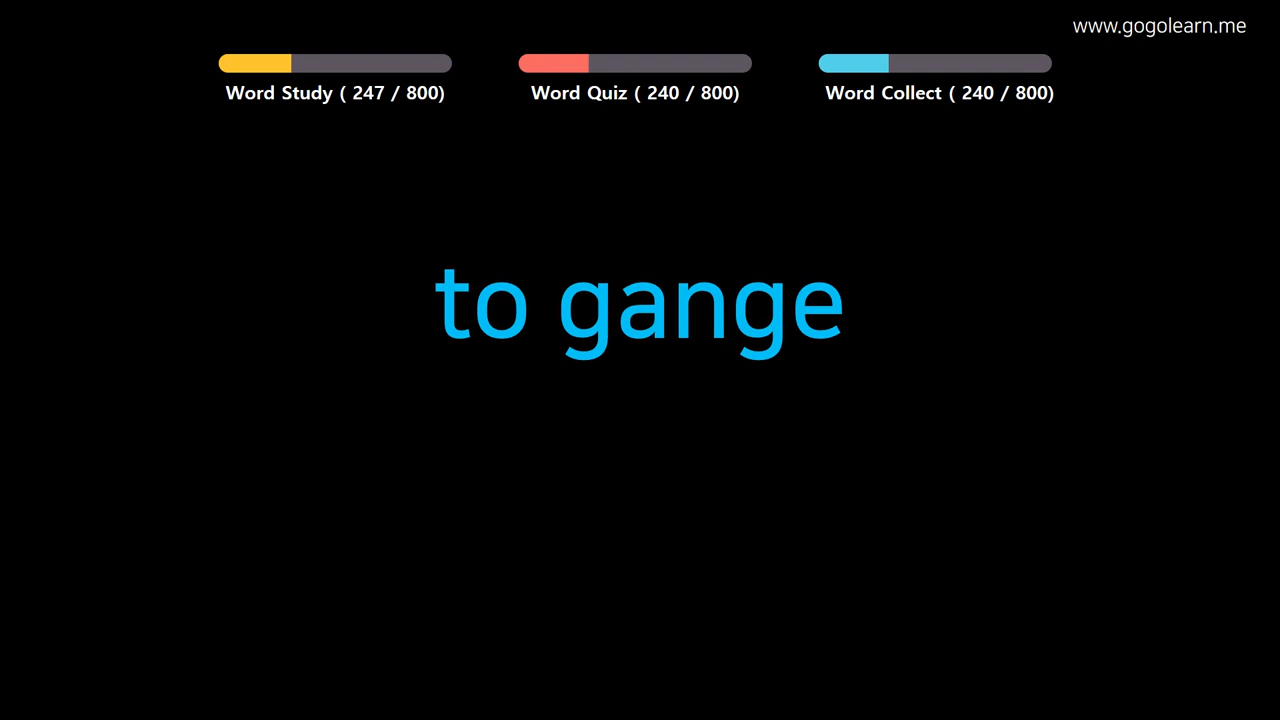 www.gogolearn.me
Word Study ( 247 / 800)
Word Quiz ( 240 / 800)
Word Collect ( 240 / 800)
to gange